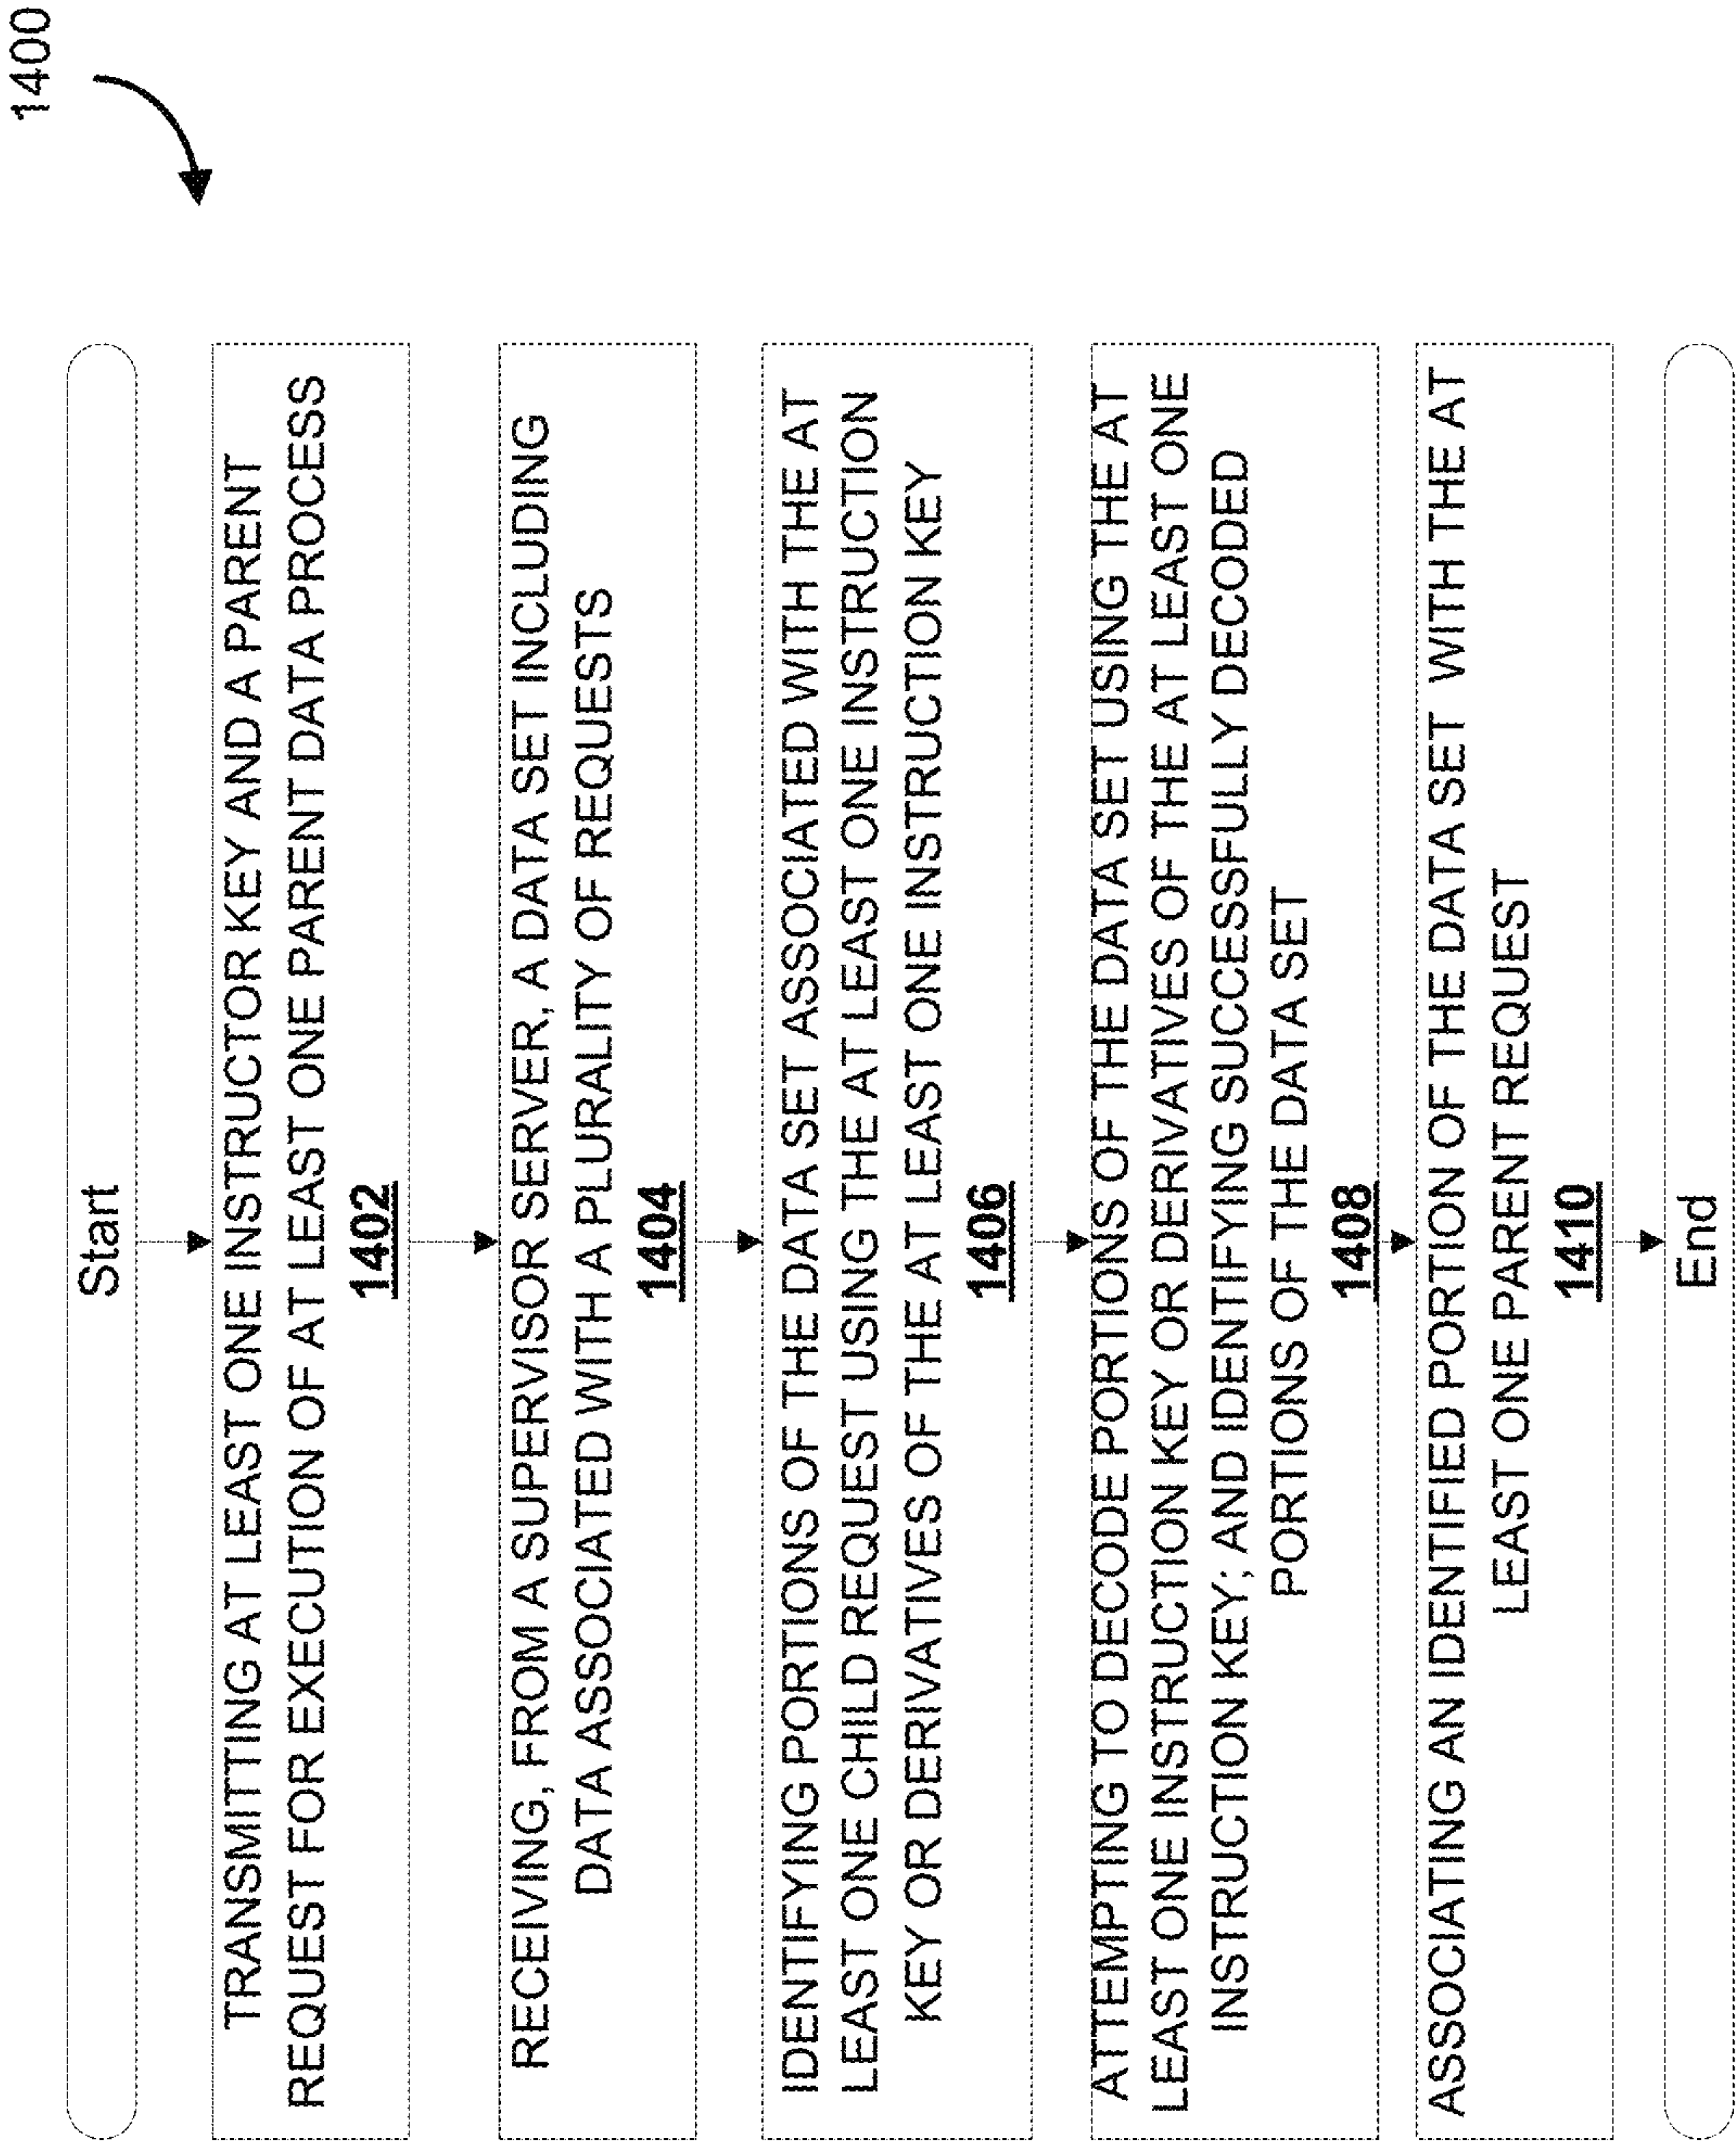 1400
Start
TRANSMITTING AT LEAST ONE INSTRUCTOR KEY AND A PARENT
REQUEST FOR EXECUTION OF AT LEAST ONE PARENT DATA PROCESS
1402
RECEIVING, FROM A SUPERVISOR SERVER, A DATA SET INCLUDING
DATA ASSOCIATED WITH A PLURALITY OF REQUESTS
1404
IDENTIFYING PORTIONS OF THE DATA SET ASSOCIATED WITH THE AT
LEAST ONE CHILD REQUEST USING THE AT LEAST ONE INSTRUCTION
KEY OR DERIVATIVES OF THE AT LEAST ONE INSTRUCTION KEY
1406
ATTEMPTING TO DECODE PORTIONS OF THE DATA SET USING THE AT
LEAST ONE INSTRUCTION KEY OR DERIVATIVES OF THE AT LEAST ONE
INSTRUCTION KEY; AND IDENTIFYING SUCCESSFULLY DECODED
PORTIONS OF THE DATA SET
1408
ASSOCIATING AN IDENTIFIED PORTION OF THE DATA SET WITH THE AT
LEAST ONE PARENT REQUEST
1410
End